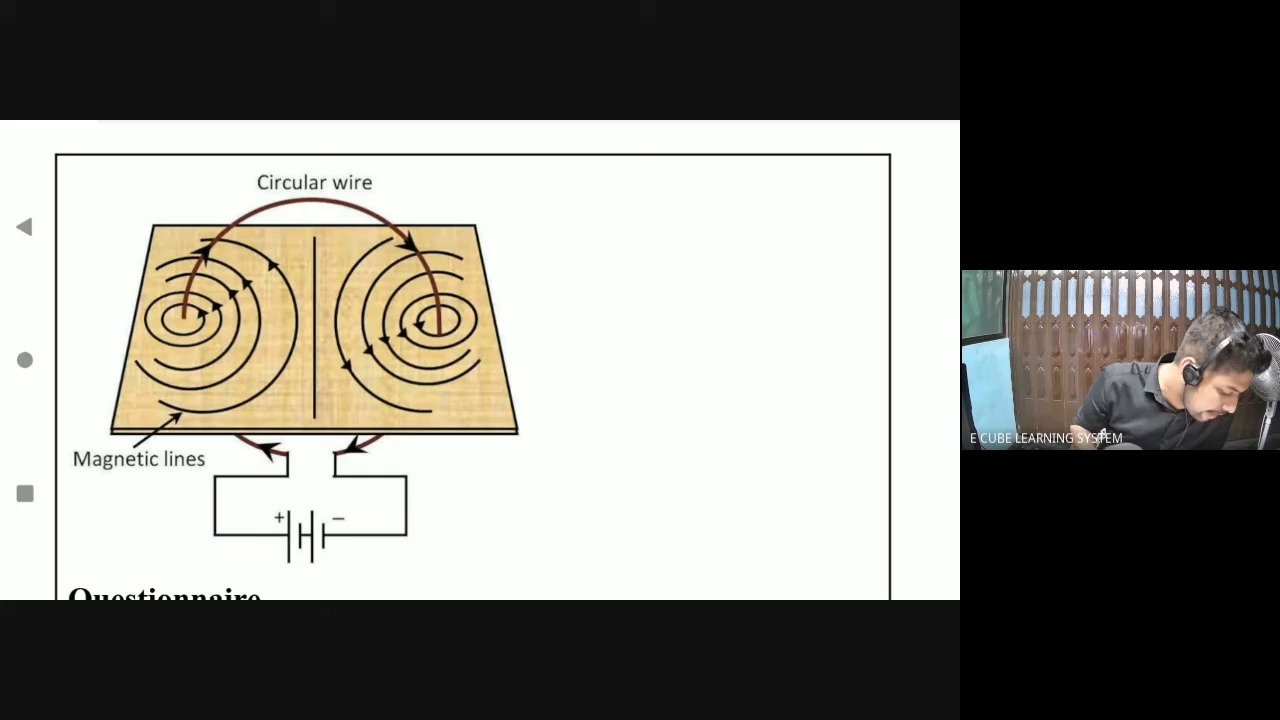 Circular wire
Magnetic lines
+ –
Questionnaire
E CUBE LEARNING SYSTEM